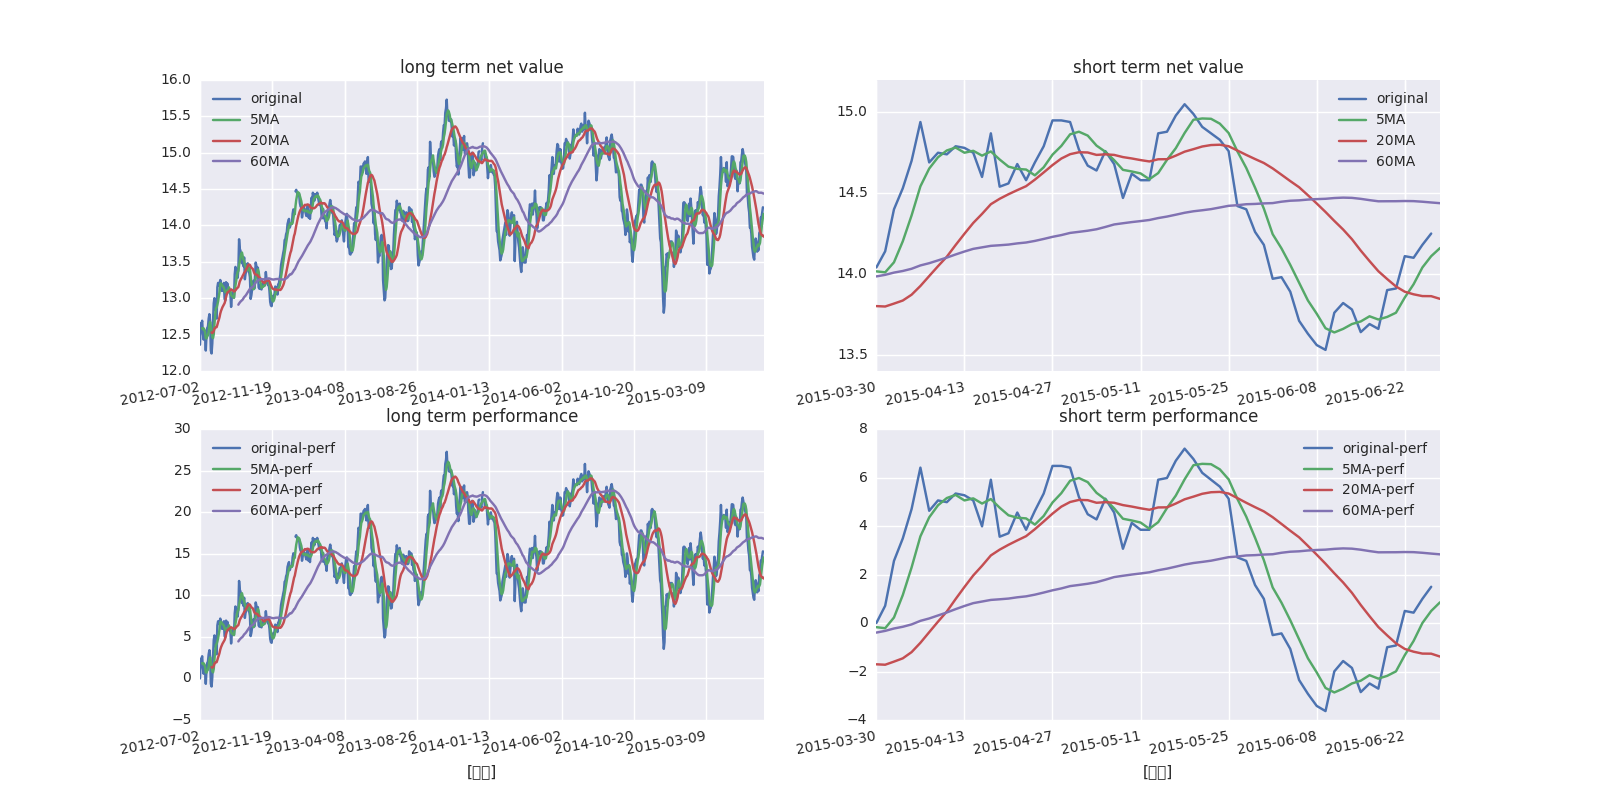 long term net value
16.0
15.5
15.0
14.5
14.0
13.5
13.0
12.5
12.0
original
5MA
20MA
60MA
2012-07-02 2012-11-19 2013-04-08 2013-08-26 2014-01-13 2014-06-02 2014-10-20 2015-03-09
short term net value
15.0
14.5
14.0
13.5
original
5MA
20MA
60MA
2015-03-30 2015-04-13 2015-04-27 2015-05-11 2015-05-25 2015-06-08 2015-06-22
long term performance
30
25
20
15
10
5
0
−5
original-perf
5MA-perf
20MA-perf
60MA-perf
2012-07-02 2012-11-19 2013-04-08 2013-08-26 2014-01-13 2014-06-02 2014-10-20 2015-03-09
short term performance
8
6
4
2
0
−2
−4
original-perf
5MA-perf
20MA-perf
60MA-perf
2015-03-30 2015-04-13 2015-04-27 2015-05-11 2015-05-25 2015-06-08 2015-06-22